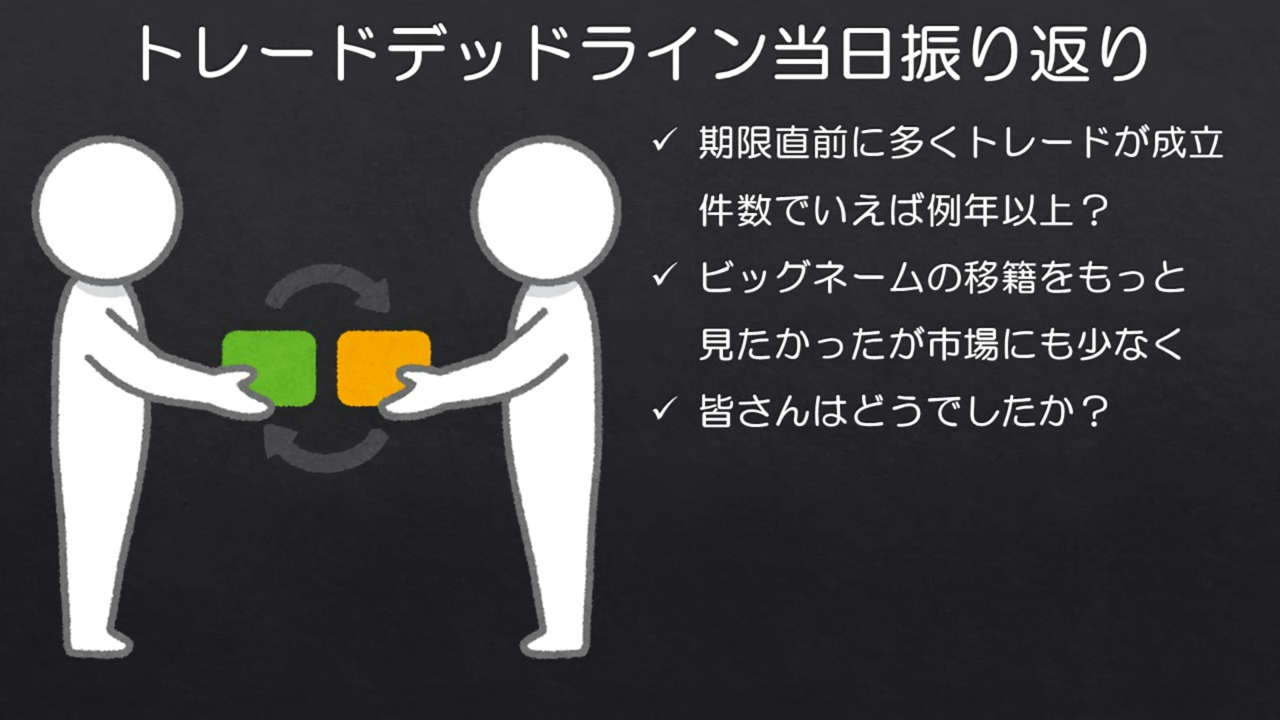 トレードデッドライン当日振り返り
✓ 期限直前に多くトレードが成立
件数でいえば例年以上？
✓ ビッグネームの移籍をもっと
見たかったが市場にも少なく
✓ 皆さんはどうでしたか？